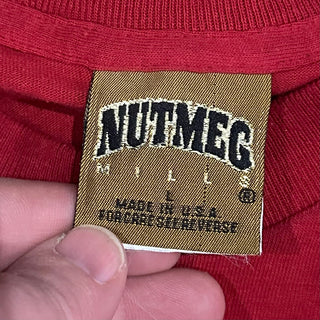 NUTMEG
MILLS
®
L
MADE IN U.S.A.
FOR CARE SEE REVERSE